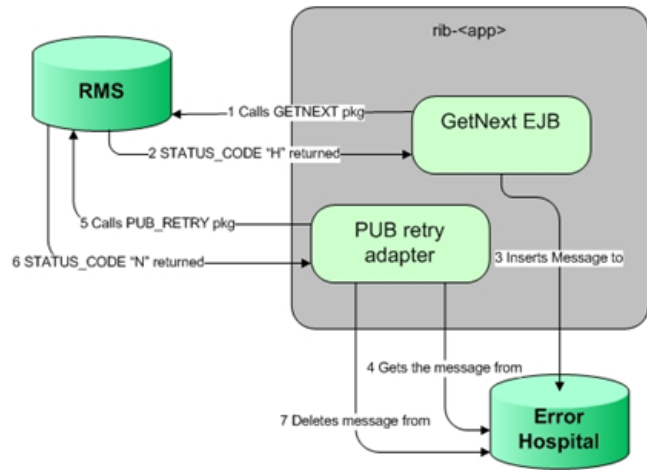 rib-<app>
RMS
1 Calls GETNEXT pkg
GetNext EJB
2 STATUS_CODE "H" returned
5 Calls PUB_RETRY pkg
PUB retry
adapter
6 STATUS_CODE "N" returned
3 Inserts Message to
4 Gets the message from
7 Deletes message from
Error
Hospital